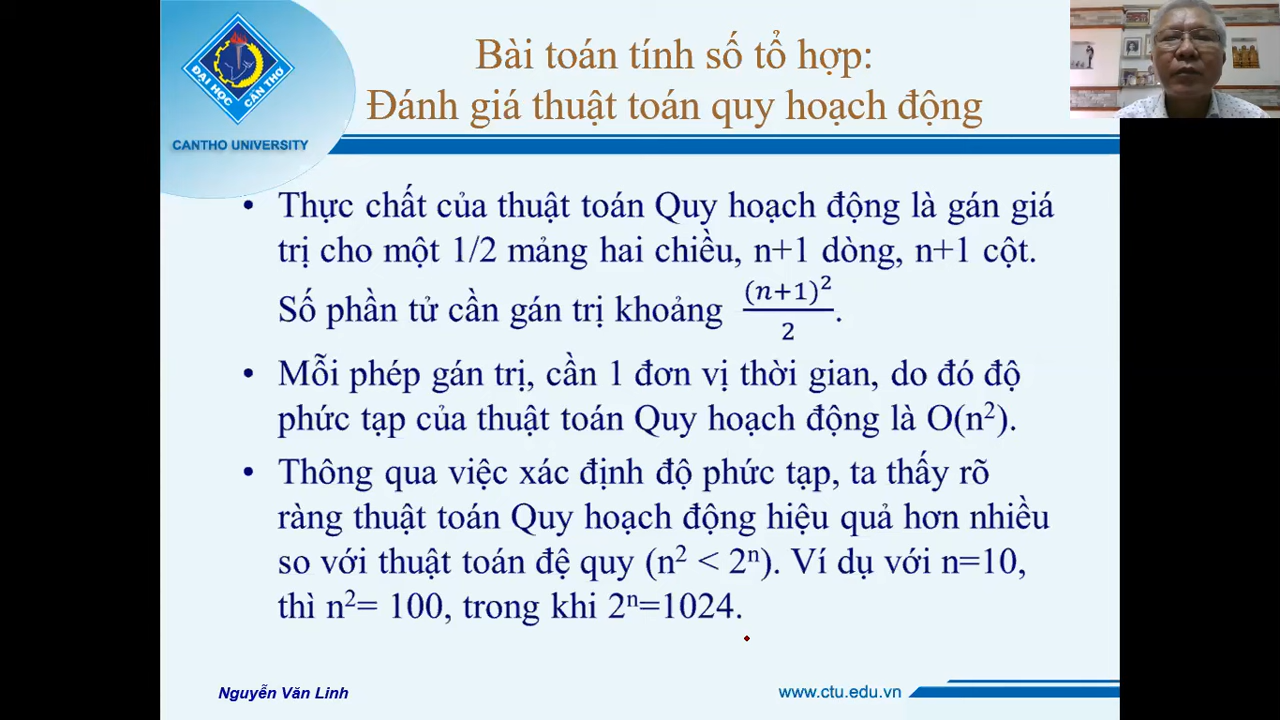 Bài toán tính số tổ hợp:
Đánh giá thuật toán quy hoạch động
ĐẠI HỌC CẦN THƠ
CANTHO UNIVERSITY
• Thực chất của thuật toán Quy hoạch động là gán giá
trị cho một 1/2 mảng hai chiều, n+1 dòng, n+1 cột.
Số phần tử cần gán trị khoảng (n+1)²/2.
• Mỗi phép gán trị, cần 1 đơn vị thời gian, do đó độ
phức tạp của thuật toán Quy hoạch động là O(n²).
• Thông qua việc xác định độ phức tạp, ta thấy rõ
ràng thuật toán Quy hoạch động hiệu quả hơn nhiều
so với thuật toán đệ quy (n² < 2ⁿ). Ví dụ với n=10,
thì n²= 100, trong khi 2ⁿ=1024.
Nguyễn Văn Linh
www.ctu.edu.vn